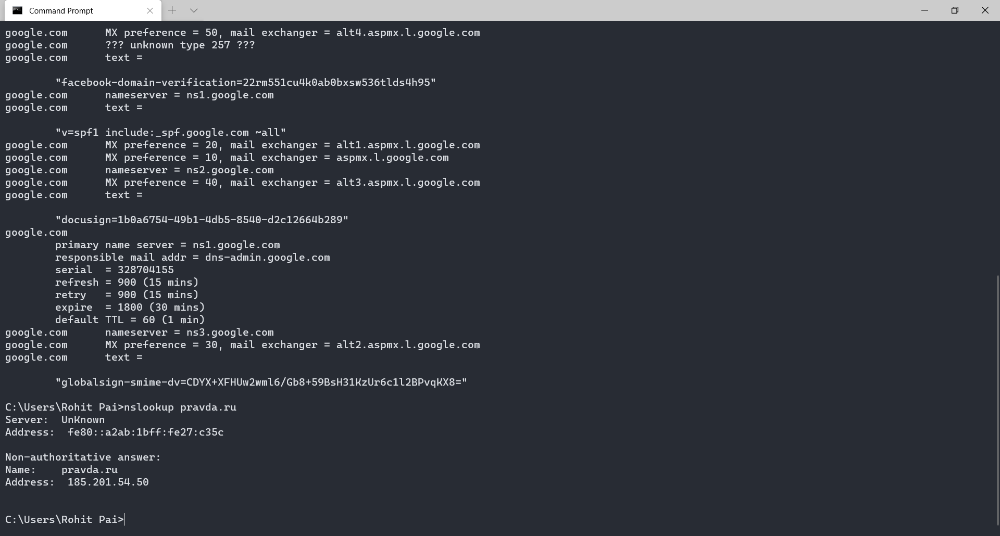 Command Prompt
google.com      MX preference = 50, mail exchanger = alt4.aspmx.l.google.com
google.com      ??? unknown type 257 ???
google.com      text =
"facebook-domain-verification=22rm551cu4k0ab0bxsw536tlds4h95"
google.com      nameserver = ns1.google.com
google.com      text =
"v=spf1 include:_spf.google.com ~all"
google.com      MX preference = 20, mail exchanger = alt1.aspmx.l.google.com
google.com      MX preference = 10, mail exchanger = aspmx.l.google.com
google.com      nameserver = ns2.google.com
google.com      MX preference = 40, mail exchanger = alt3.aspmx.l.google.com
google.com      text =
"docusign=1b0a6754-49b1-4db5-8540-d2c12664b289"
google.com
primary name server = ns1.google.com
responsible mail addr = dns-admin.google.com
serial  = 328704155
refresh = 900 (15 mins)
retry   = 900 (15 mins)
expire  = 1800 (30 mins)
default TTL = 60 (1 min)
google.com      nameserver = ns3.google.com
google.com      MX preference = 30, mail exchanger = alt2.aspmx.l.google.com
google.com      text =
"globalsign-smime-dv=CDYX+XFHUw2wml6/Gb8+59BsH31KzUr6c1l2BPvqKX8="
C:\Users\Rohit Pai>nslookup pravda.ru
Server:  UnKnown
Address:  fe80::a2ab:1bff:fe27:c35c
Non-authoritative answer:
Name:    pravda.ru
Address:  185.201.54.50
C:\Users\Rohit Pai>